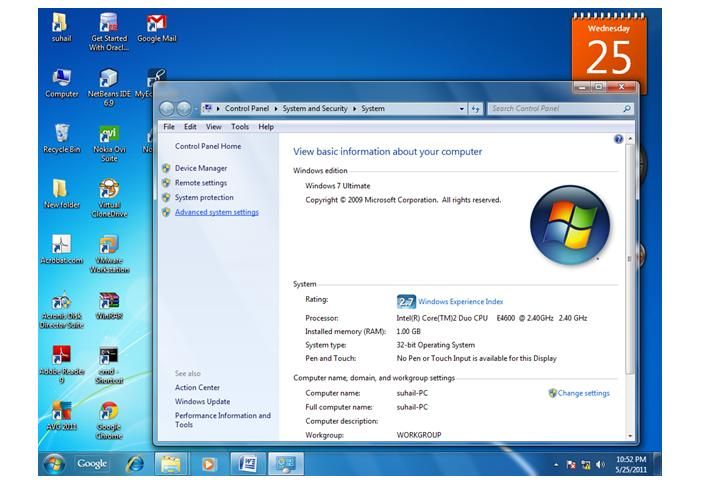 suhail
Get Started With Oracl...
Google Mail
Wednesday
25
Computer
NetBeans IDE 6.9
MyEc
Recycle Bin
Nokia Ovi Suite
No
New folder
Virtual CloneDrive
Acrobat.com
VMware Workstation
Acronis Disk Director Suite
WinRAR
Adobe Reader 9
cmd - Shortcut
AVG 2011
Google Chrome
Control Panel
System and Security
System
Search Control Panel
File Edit View Tools Help
Control Panel Home
Device Manager
Remote settings
System protection
Advanced system settings
See also
Action Center
Windows Update
Performance Information and
Tools
View basic information about your computer
Windows edition
Windows 7 Ultimate
Copyright © 2009 Microsoft Corporation. All rights reserved.
System
Rating: 2.7 Windows Experience Index
Processor: Intel(R) Core(TM)2 Duo CPU E4600 @ 2.40GHz 2.40 GHz
Installed memory (RAM): 1.00 GB
System type: 32-bit Operating System
Pen and Touch: No Pen or Touch Input is available for this Display
Computer name, domain, and workgroup settings
Computer name: suhail-PC Change settings
Full computer name: suhail-PC
Computer description:
Workgroup: WORKGROUP
Google
10:52 PM
5/25/2011